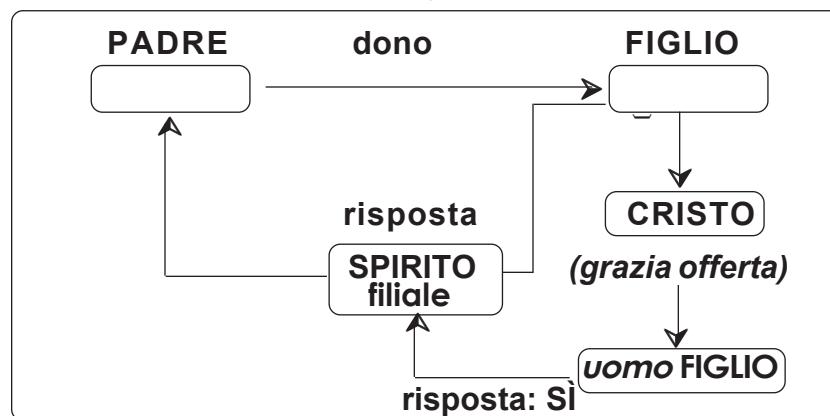 PADRE dono FIGLIO
risposta
CRISTO
SPIRITO
filiale
(grazia offerta)
uomo FIGLIO
risposta: SÌ